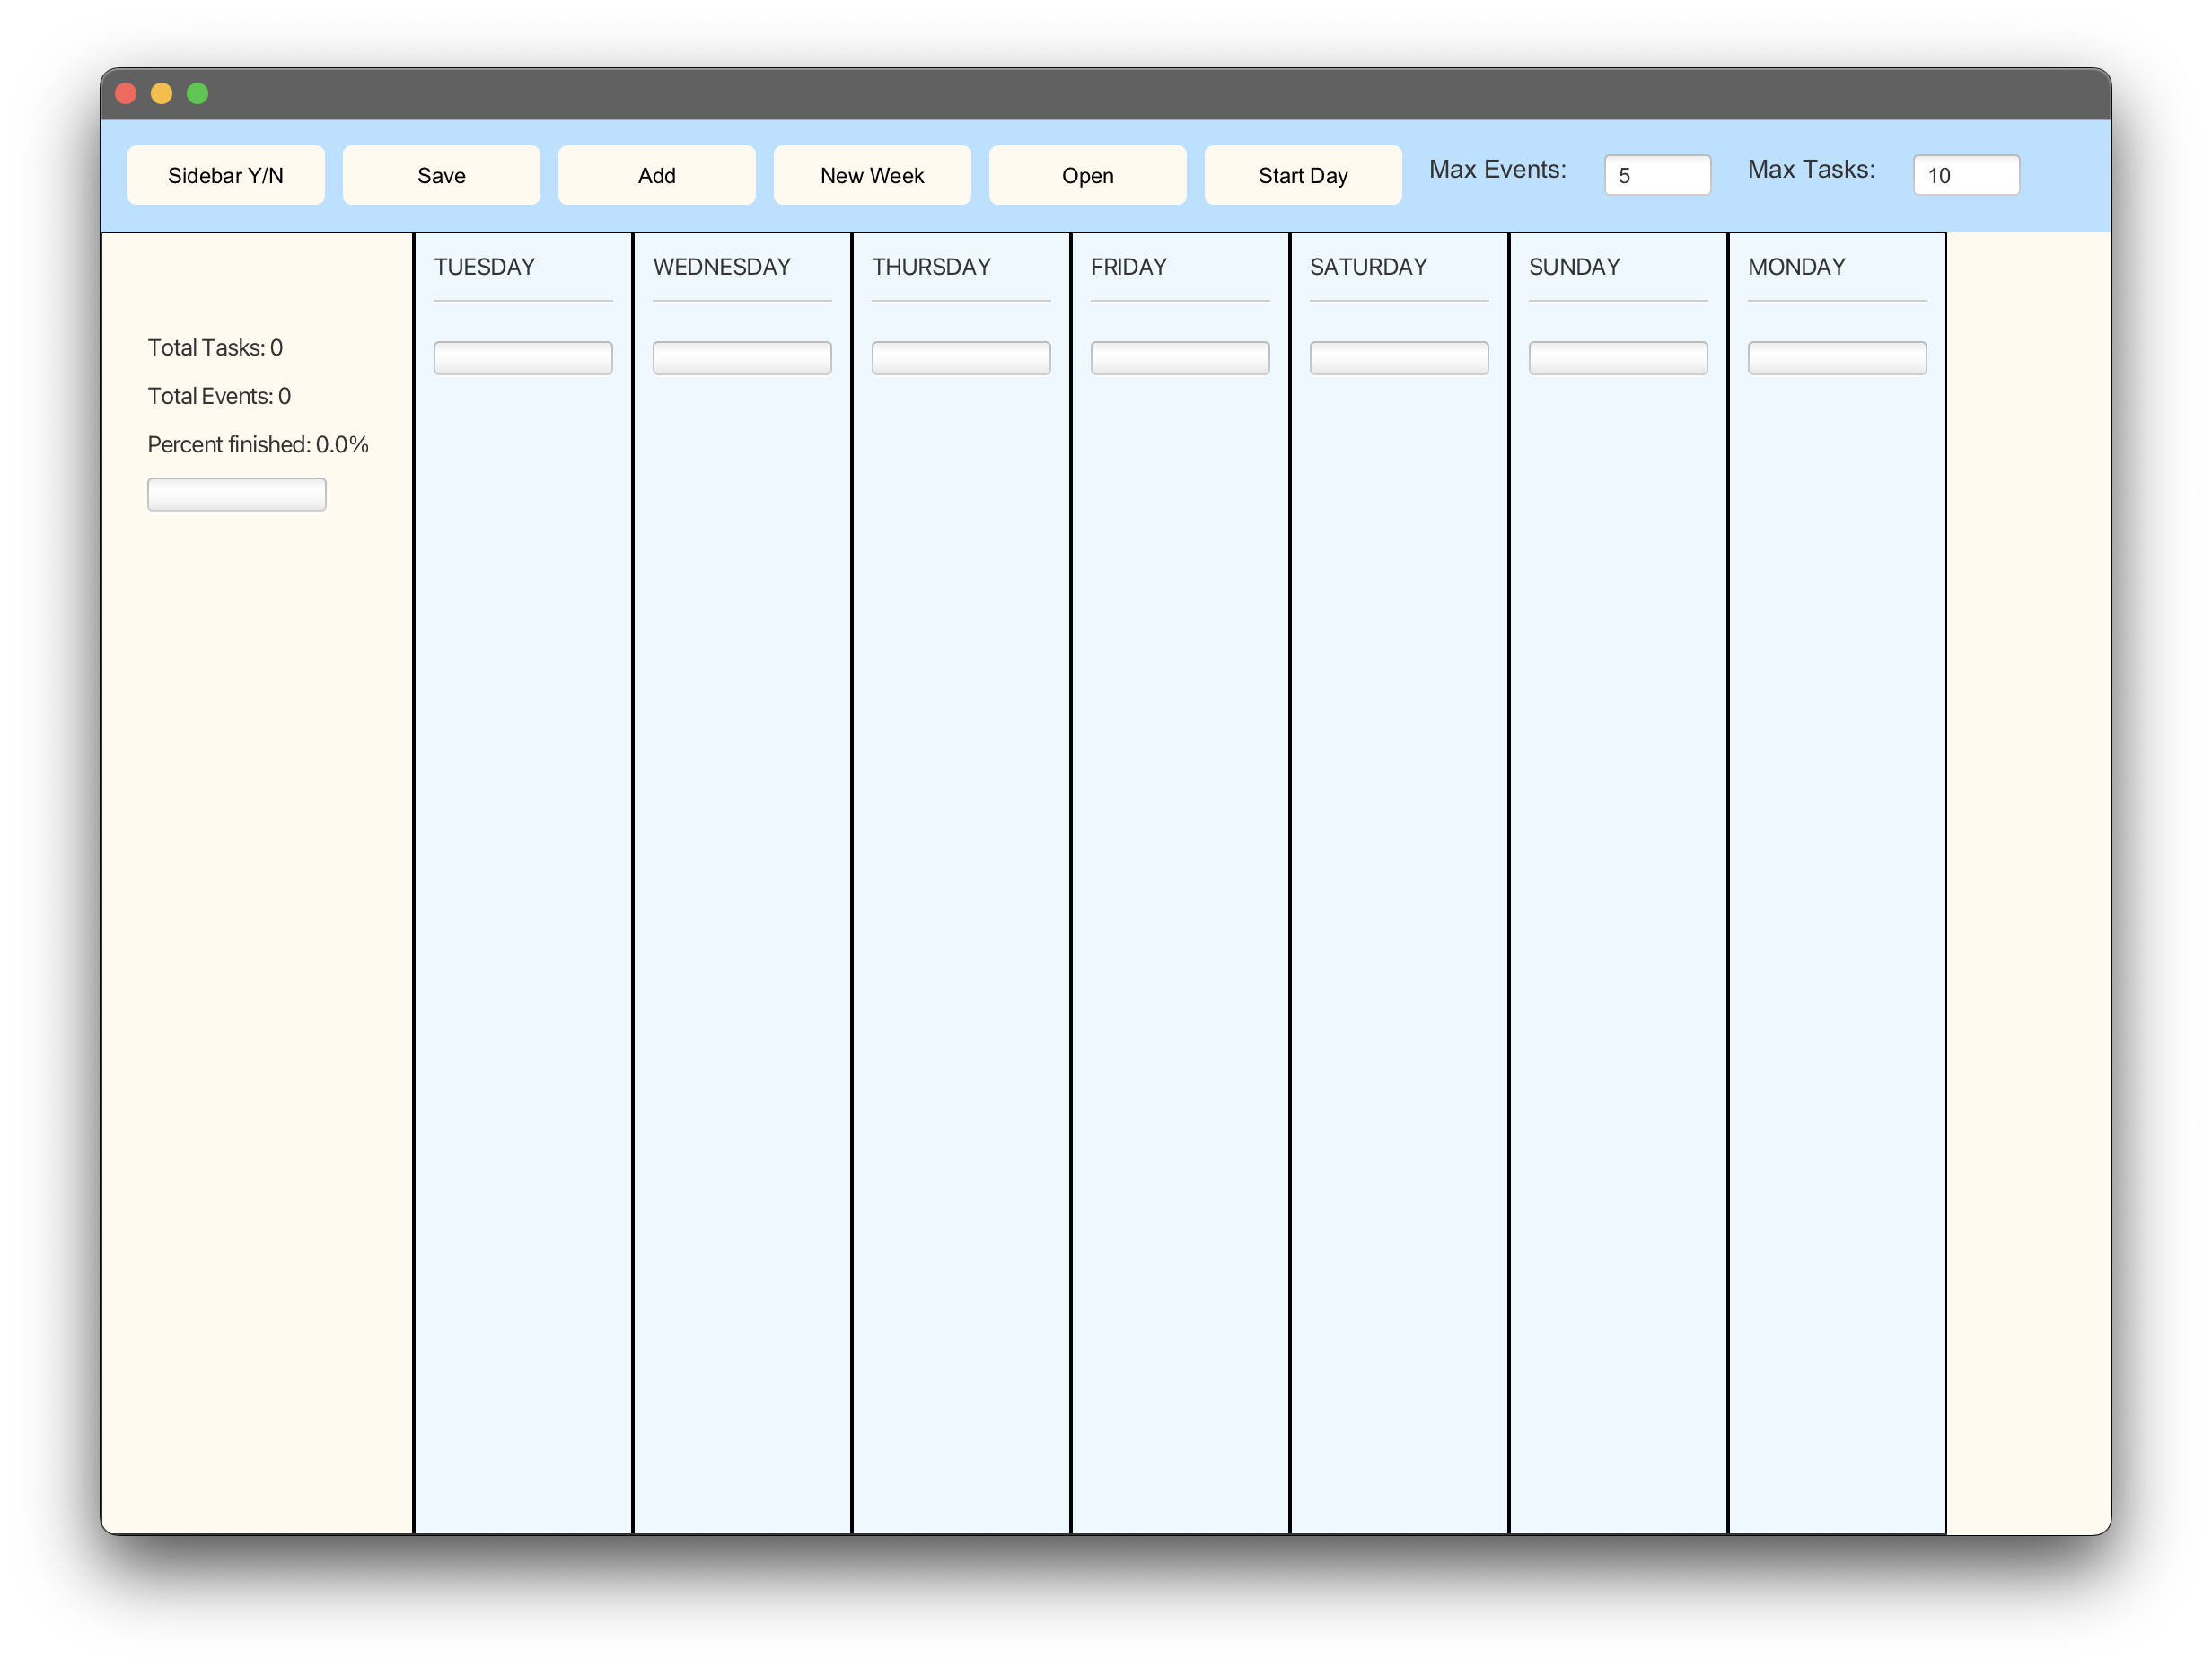 Sidebar Y/N
Save
Add
New Week
Open
Start Day
Max Events:
5
Max Tasks:
10
TUESDAY
WEDNESDAY
THURSDAY
FRIDAY
SATURDAY
SUNDAY
MONDAY
Total Tasks: 0
Total Events: 0
Percent finished: 0.0%